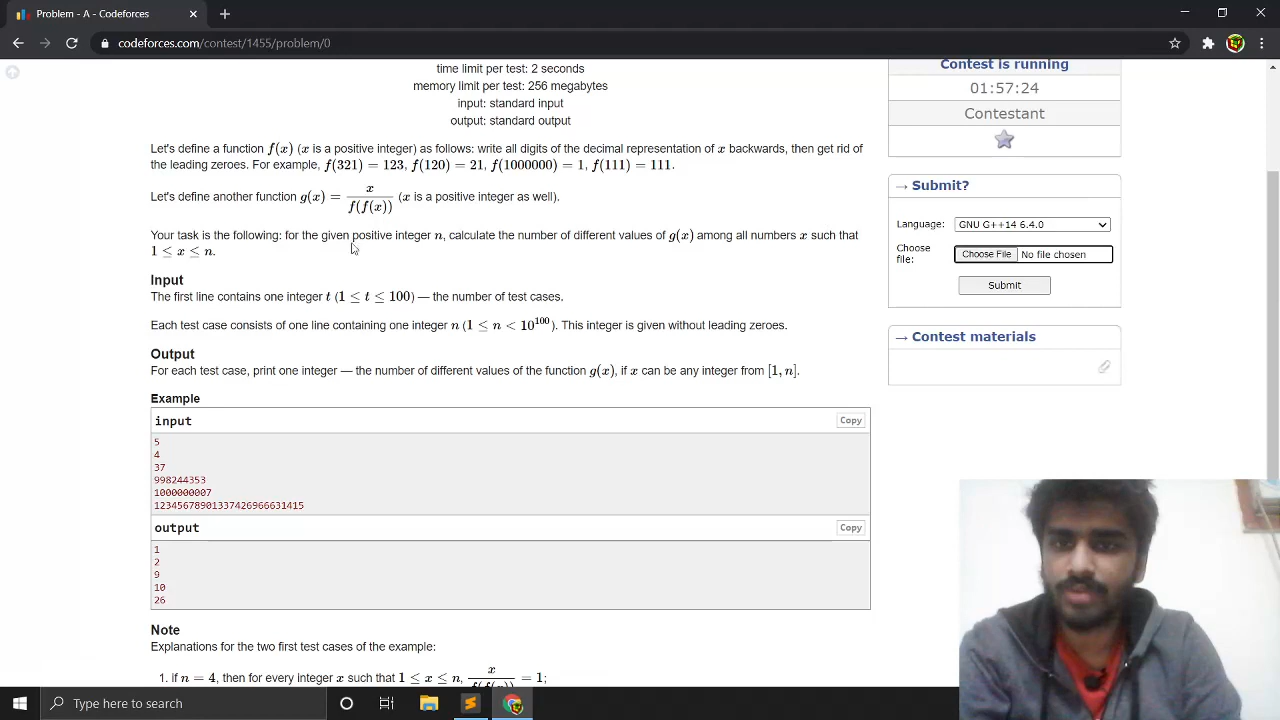 Problem - A - Codeforces
codeforces.com/contest/1455/problem/0
time limit per test: 2 seconds
memory limit per test: 256 megabytes
input: standard input
output: standard output
Let's define a function f(x) (x is a positive integer) as follows: write all digits of the decimal representation of x backwards, then get rid of
the leading zeroes. For example, f(321) = 123, f(120) = 21, f(1000000) = 1, f(111) = 111.
Let's define another function g(x) = x / f(f(x)) (x is a positive integer as well).
Your task is the following: for the given positive integer n, calculate the number of different values of g(x) among all numbers x such that
1 ≤ x ≤ n.
Input
The first line contains one integer t (1 ≤ t ≤ 100) — the number of test cases.
Each test case consists of one line containing one integer n (1 ≤ n < 10^100). This integer is given without leading zeroes.
Output
For each test case, print one integer — the number of different values of the function g(x), if x can be any integer from [1, n].
Example
input
Copy
5
4
37
998244353
1000000007
12345678901337426966631415
output
Copy
1
2
9
10
26
Note
Explanations for the two first test cases of the example:
1. if n = 4, then for every integer x such that 1 ≤ x ≤ n, x / f(f(x)) = 1;
Contest is running
01:57:24
Contestant
→ Submit?
Language:
GNU G++14 6.4.0
Choose
file:
Choose File No file chosen
Submit
→ Contest materials
Type here to search